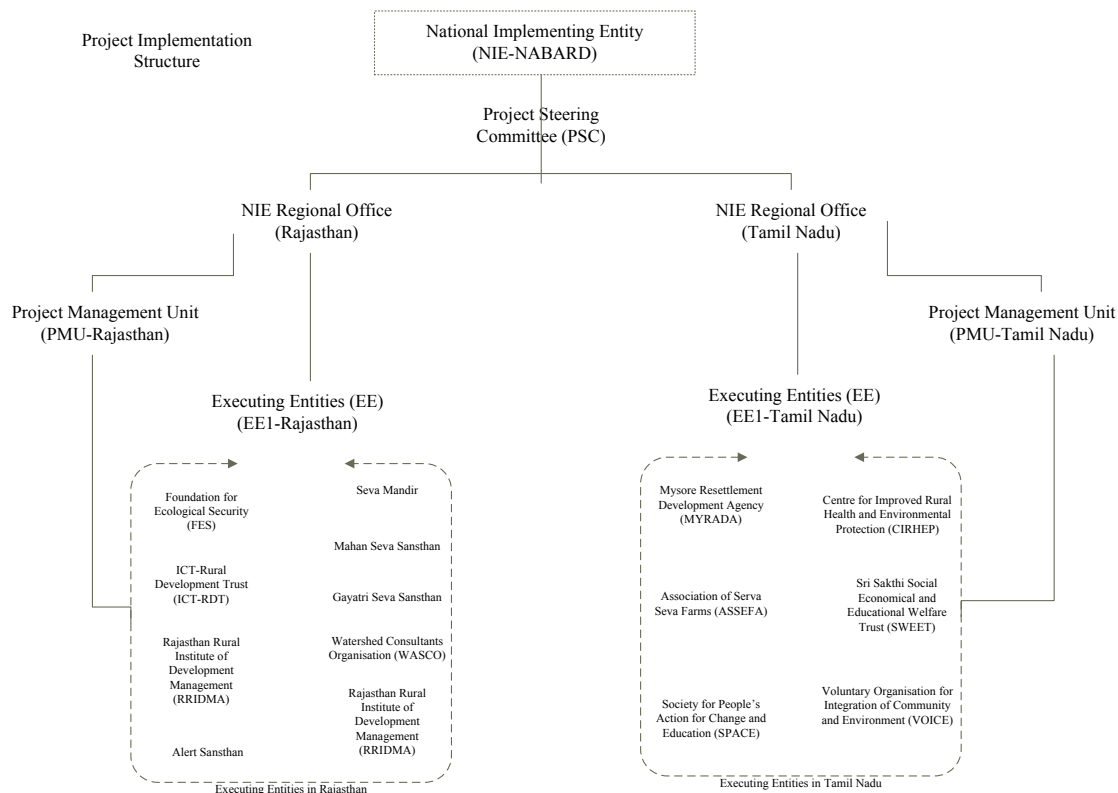 Project Implementation
Structure
National Implementing Entity
(NIE-NABARD)
Project Steering
Committee (PSC)
NIE Regional Office
(Rajasthan)
NIE Regional Office
(Tamil Nadu)
Project Management Unit
(PMU-Rajasthan)
Project Management Unit
(PMU-Tamil Nadu)
Executing Entities (EE)
(EE1-Rajasthan)
Executing Entities (EE)
(EE1-Tamil Nadu)
Foundation for
Ecological Security
(FES)
ICT-Rural
Development Trust
(ICT-RDT)
Rajasthan Rural
Institute of
Development
Management
(RRIDMA)
Alert Sansthan
Seva Mandir
Mahan Seva Sansthan
Gayatri Seva Sansthan
Watershed Consultants
Organisation (WASCO)
Rajasthan Rural
Institute of
Development
Management
(RRIDMA)
Executing Entities in Rajasthan
Mysore Resettlement
Development Agency
(MYRADA)
Association of Serva
Seva Farms (ASSEFA)
Society for People’s
Action for Change and
Education (SPACE)
Centre for Improved Rural
Health and Environmental
Protection (CIRHEP)
Sri Sakthi Social
Economical and
Educational Welfare
Trust (SWEET)
Voluntary Organisation for
Integration of Community
and Environment (VOICE)
Executing Entities in Tamil Nadu